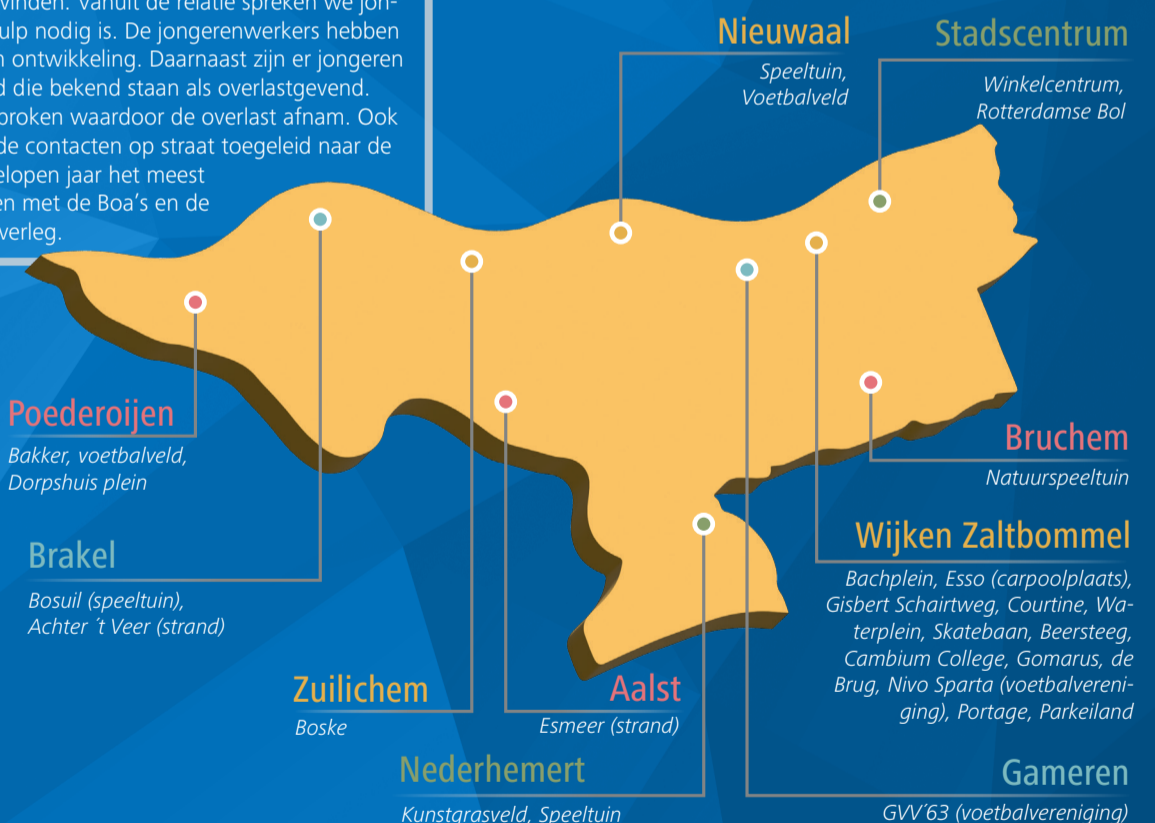 vinden. Vanuit de relatie spreken we jon-
ulp nodig is. De jongerenwerkers hebben
n ontwikkeling. Daarnaast zijn er jongeren
d die bekend staan als overlastgevend.
proken waardoor de overlast afnam. Ook
de contacten op straat toegeleid naar de
elopen jaar het meest
en met de Boa's en de
verleg.
Nieuwaal
Speeltuin,
Voetbalveld
Stadscentrum
Winkelcentrum,
Rotterdamse Bol
Poederoijen
Bakker, voetbalveld,
Dorpshuis plein
Brakel
Bosuil (speeltuin),
Achter ´t Veer (strand)
Zuilichem
Boske
Aalst
Esmeer (strand)
Nederhemert
Kunstgrasveld, Speeltuin
Bruchem
Natuurspeeltuin
Wijken Zaltbommel
Bachplein, Esso (carpoolplaats),
Gisbert Schairtweg, Courtine, Wa-
terplein, Skatebaan, Beersteeg,
Cambium College, Gomarus, de
Brug, Nivo Sparta (voetbalvereni-
ging), Portage, Parkeiland
Gameren
GVV´63 (voetbalvereniging)